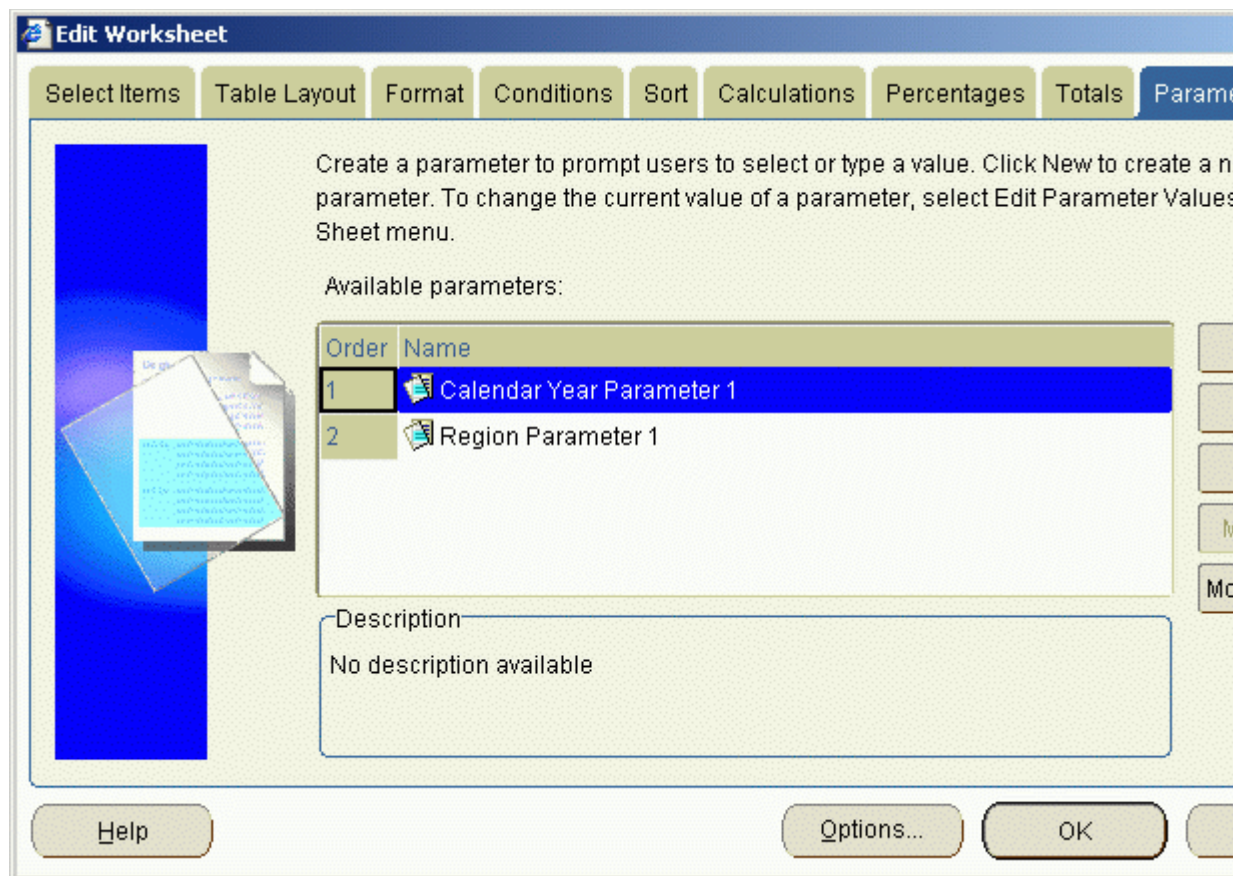 Edit Worksheet
Select Items Table Layout Format Conditions Sort Calculations Percentages Totals Parame
Create a parameter to prompt users to select or type a value. Click New to create a n
parameter. To change the current value of a parameter, select Edit Parameter Values
Sheet menu.
Available parameters:
Order Name
1 Calendar Year Parameter 1
2 Region Parameter 1
Mo
Description
No description available
Help Options... OK